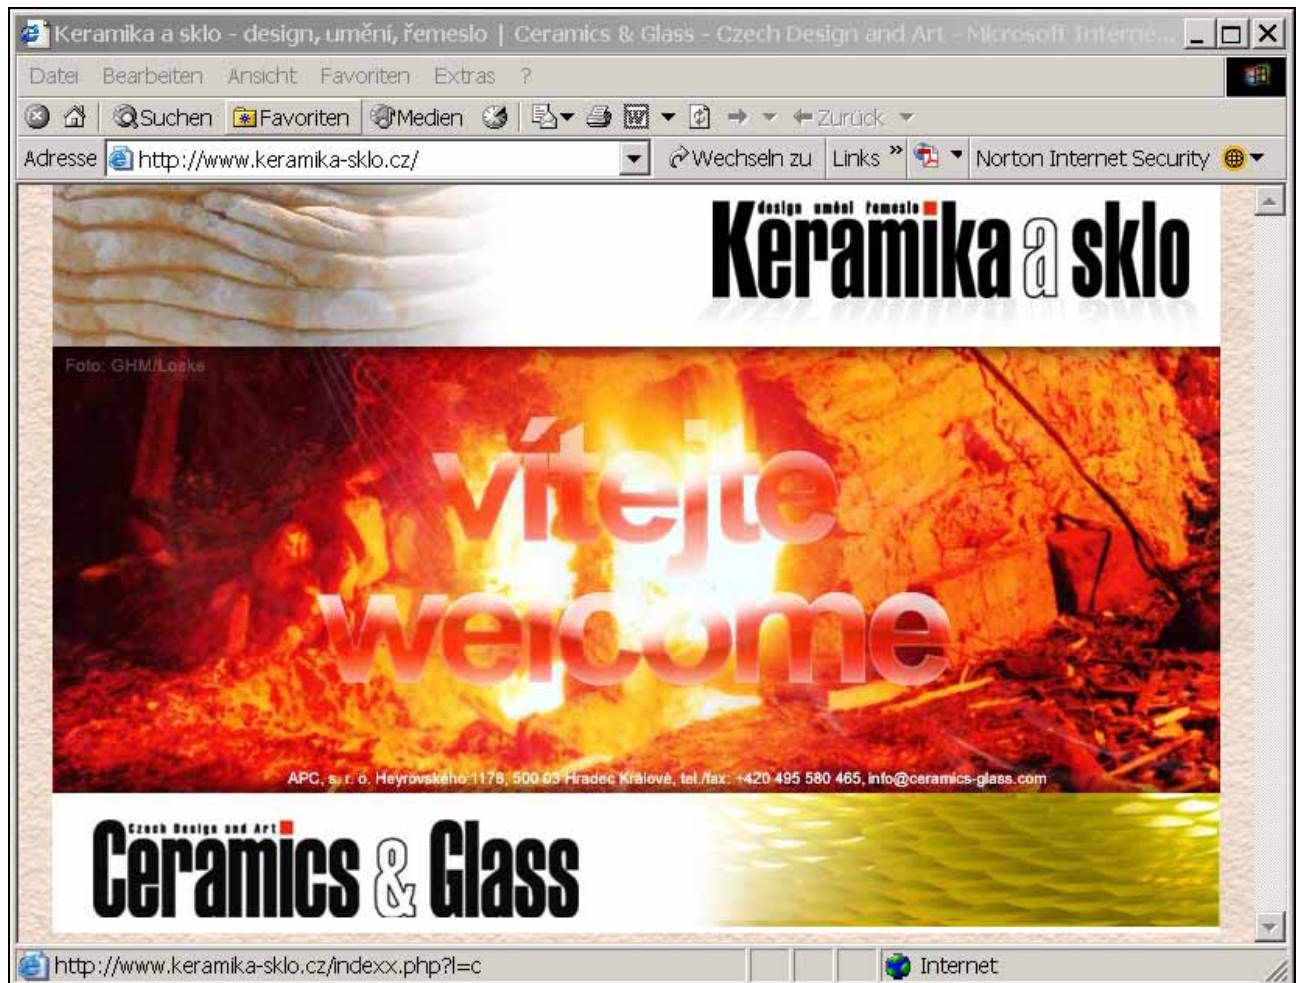 Keramika a sklo - design, umění, řemeslo | Ceramics & Glass - Czech Design and Art - Microsoft Interne...
Datei Bearbeiten Ansicht Favoriten Extras ?
Suchen Favoriten Medien Zurück
Adresse http://www.keramika-sklo.cz/ Wechseln zu Links » Norton Internet Security
design umění řemeslo
Keramika a sklo
Foto: GHM/Loske
vítejte
welcome
APC, s. r. o. Heyrovského 1178, 500 03 Hradec Králové, tel./fax: +420 495 580 465, info@ceramics-glass.com
Czech Design and Art
Ceramics & Glass
http://www.keramika-sklo.cz/indexx.php?l=c Internet